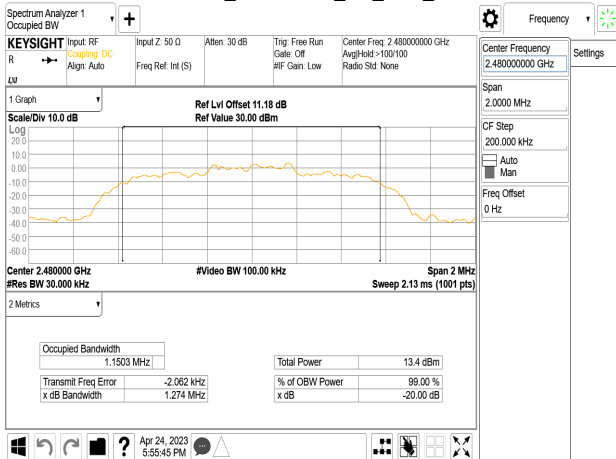 Spectrum Analyzer 1
Occupied BW
Frequency
KEYSIGHT
R
LXI
Input: RF
Coupling: DC
Align: Auto
Input Z: 50 Ω
Freq Ref: Int (S)
Atten: 30 dB
Trig: Free Run
Gate: Off
#IF Gain: Low
Center Freq: 2.480000000 GHz
Avg|Hold:>100/100
Radio Std: None
Center Frequency
2.480000000 GHz
Settings
Span
2.0000 MHz
CF Step
200.000 kHz
Auto
Man
Freq Offset
0 Hz
1 Graph
Scale/Div 10.0 dB
Ref Lvl Offset 11.18 dB
Ref Value 30.00 dBm
Log
20.0
10.0
0.00
-10.0
-20.0
-30.0
-40.0
-50.0
-60.0
Center 2.480000 GHz
#Res BW 30.000 kHz
#Video BW 100.00 kHz
Span 2 MHz
Sweep 2.13 ms (1001 pts)
2 Metrics
Occupied Bandwidth
1.1503 MHz
Total Power 13.4 dBm
Transmit Freq Error -2.062 kHz
% of OBW Power 99.00 %
x dB Bandwidth 1.274 MHz
x dB -20.00 dB
?
Apr 24, 2023
5:55:45 PM